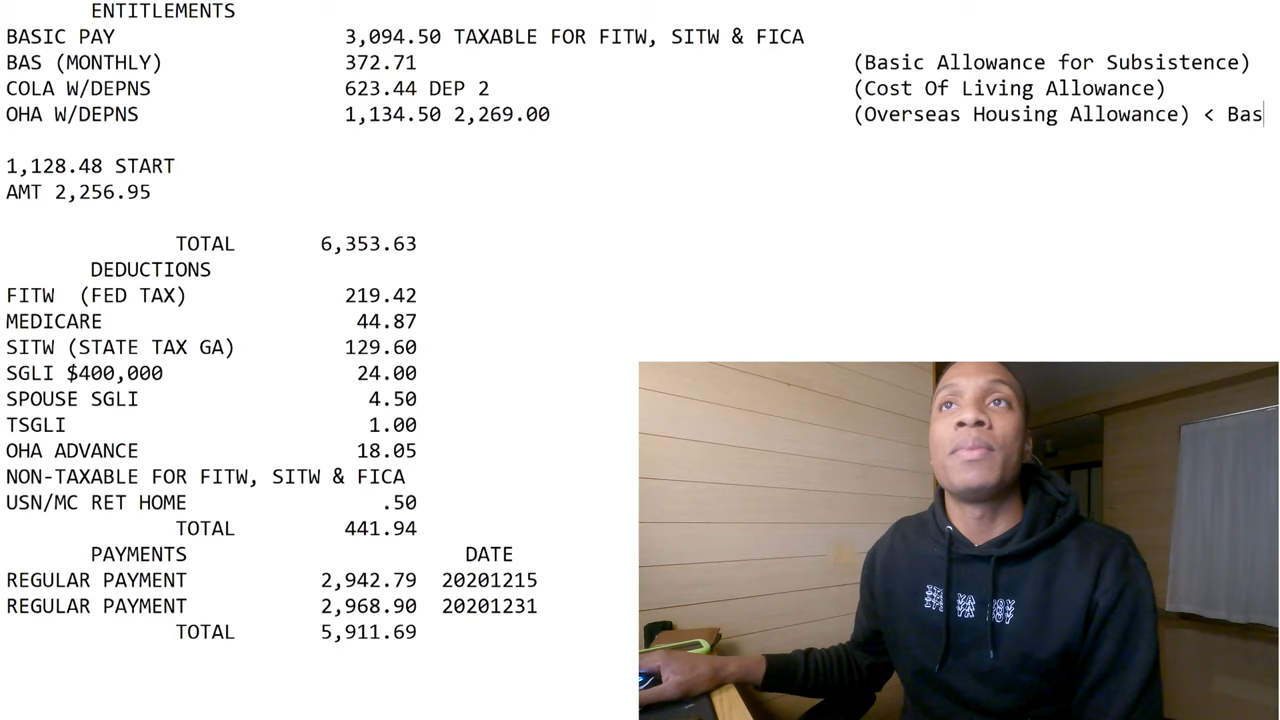 ENTITLEMENTS
BASIC PAY 3,094.50 TAXABLE FOR FITW, SITW & FICA
BAS (MONTHLY) 372.71 (Basic Allowance for Subsistence)
COLA W/DEPNS 623.44 DEP 2 (Cost Of Living Allowance)
OHA W/DEPNS 1,134.50 2,269.00 (Overseas Housing Allowance) < Bas
1,128.48 START
AMT 2,256.95
TOTAL 6,353.63
DEDUCTIONS
FITW (FED TAX) 219.42
MEDICARE 44.87
SITW (STATE TAX GA) 129.60
SGLI $400,000 24.00
SPOUSE SGLI 4.50
TSGLI 1.00
OHA ADVANCE 18.05
NON-TAXABLE FOR FITW, SITW & FICA
USN/MC RET HOME .50
TOTAL 441.94
PAYMENTS DATE
REGULAR PAYMENT 2,942.79 20201215
REGULAR PAYMENT 2,968.90 20201231
TOTAL 5,911.69